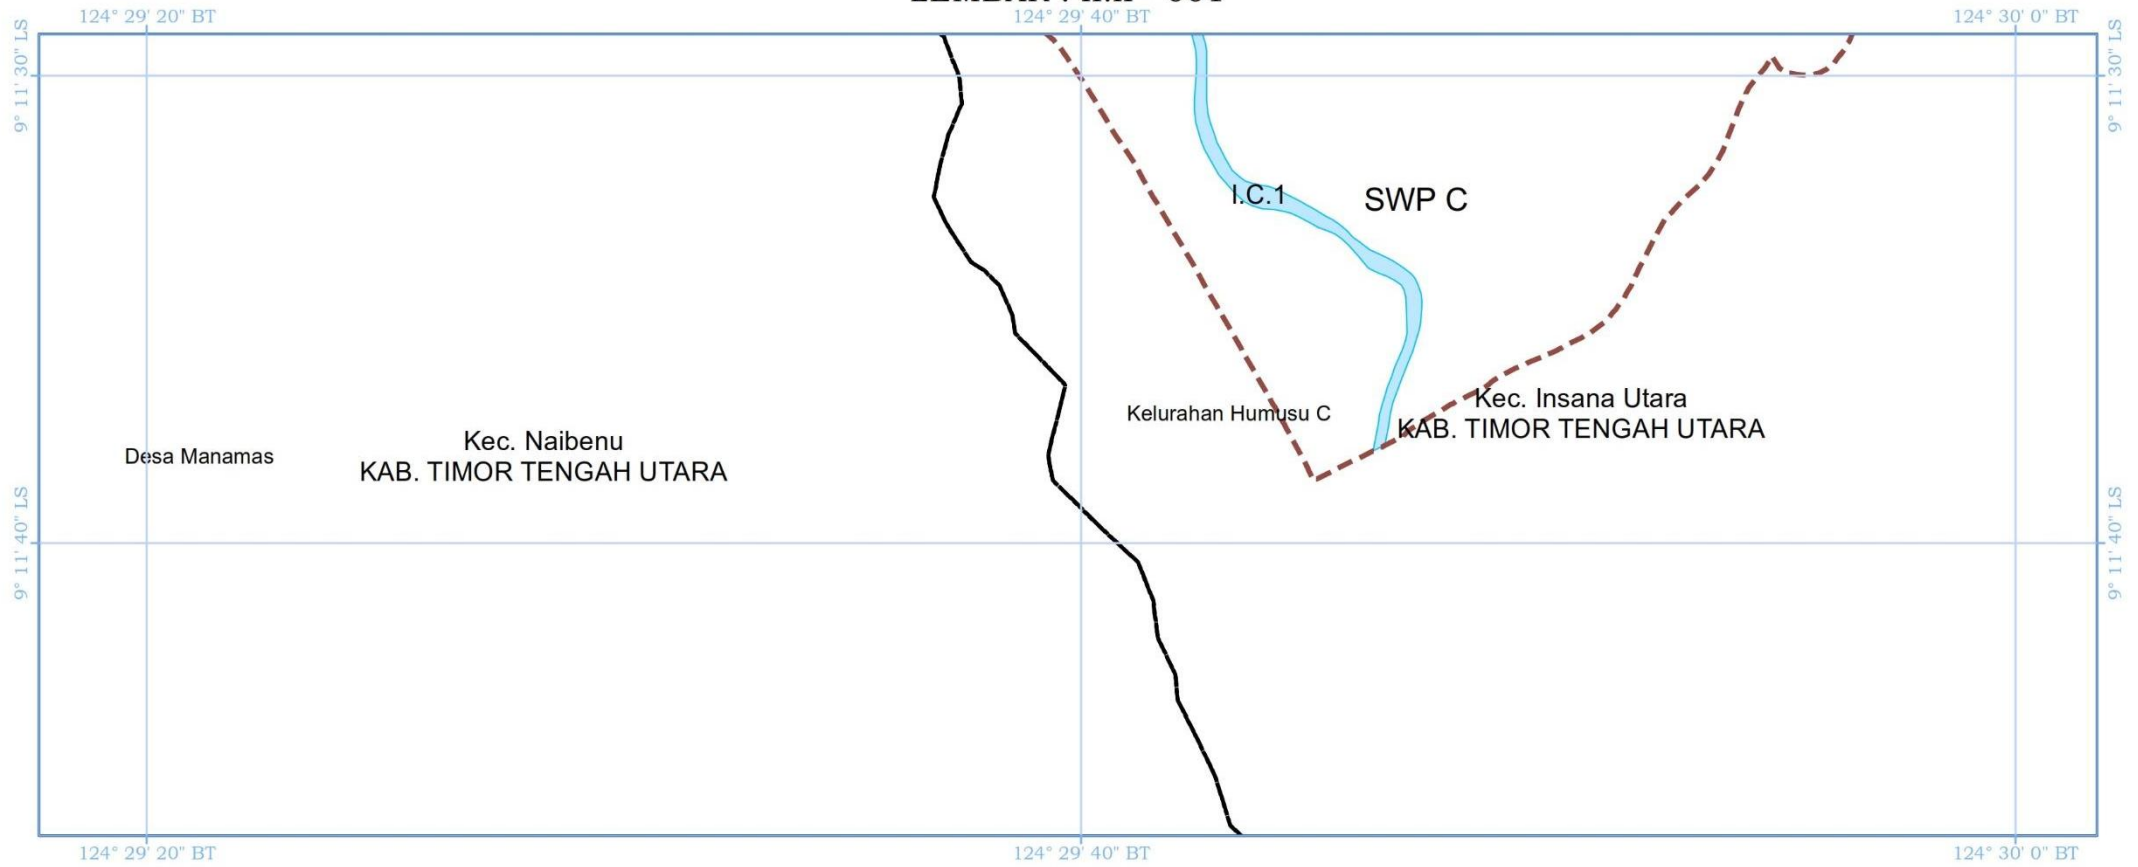 124° 29' 20" BT
124° 29' 40" BT
124° 30' 0" BT
9° 11' 30" LS
9° 11' 30" LS
I.C.1
SWP C
Kec. Insana Utara
KAB. TIMOR TENGAH UTARA
Kelurahan Humusu C
Kec. Naibenu
KAB. TIMOR TENGAH UTARA
Desa Manamas
9° 11' 40" LS
9° 11' 40" LS
124° 29' 20" BT
124° 29' 40" BT
124° 30' 0" BT